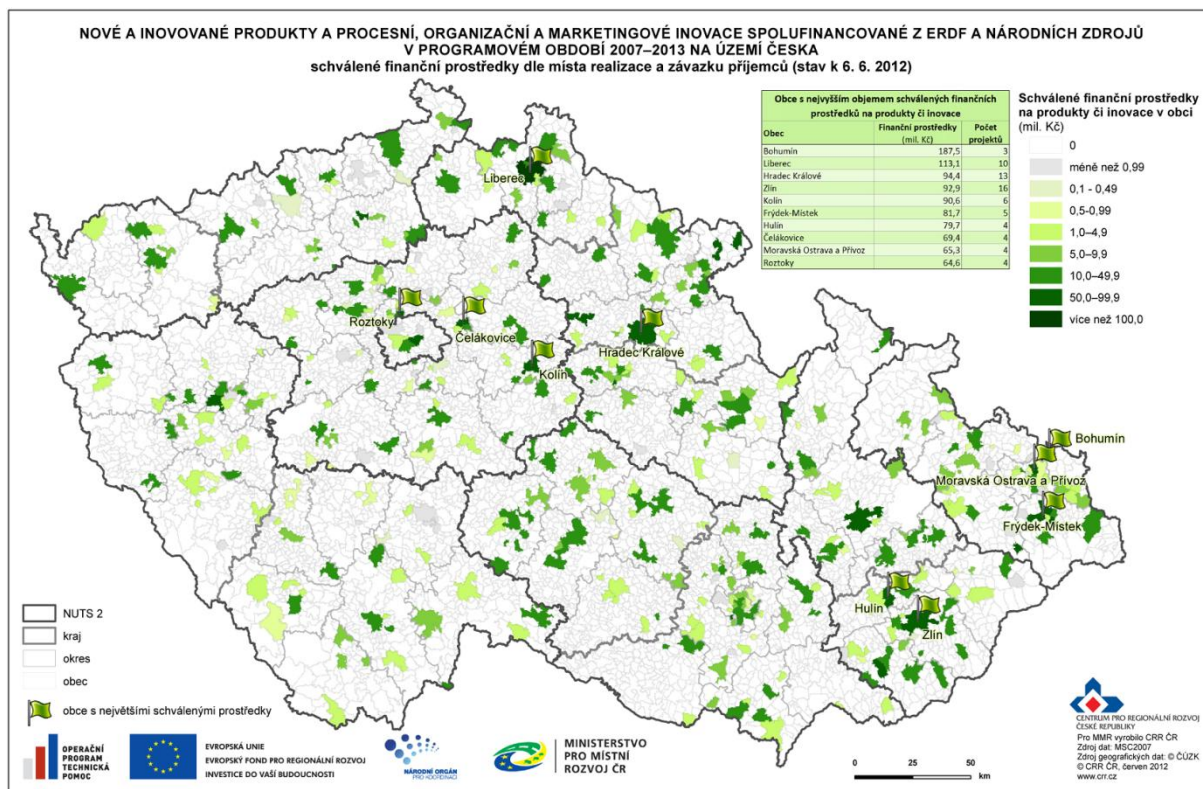 NOVÉ A INOVOVANÉ PRODUKTY A PROCESNÍ, ORGANIZAČNÍ A MARKETINGOVÉ INOVACE SPOLUFINANCOVANÉ Z ERDF A NÁRODNÍCH ZDROJŮ
V PROGRAMOVÉM OBDOBÍ 2007–2013 NA ÚZEMÍ ČESKA
schválené finanční prostředky dle místa realizace a závazku příjemců (stav k 6. 6. 2012)
Obce s nejvyšším objemem schválených finančních
prostředků na produkty či inovace
Obec Finanční prostředky (mil. Kč) Počet projektů
Bohumín 187,5 3
Liberec 113,1 10
Hradec Králové 94,4 13
Zlín 92,9 16
Kolín 90,6 6
Frýdek-Místek 81,7 5
Hulín 79,7 4
Čelákovice 69,4 4
Moravská Ostrava a Přívoz 65,3 4
Roztoky 64,6 4
Schválené finanční prostředky
na produkty či inovace v obci
(mil. Kč)
0
méně než 0,99
0,1 - 0,49
0,5-0,99
1,0–4,9
5,0–9,9
10,0–49,9
50,0–99,9
více než 100,0
Liberec
Roztoky
Čelákovice
Hradec Králové
Kolín
Bohumín
Moravská Ostrava a Přívoz
Frýdek-Místek
Hulín
Zlín
NUTS 2
kraj
okres
obec
obce s největšími schválenými prostředky
OPERAČNÍ
PROGRAM
TECHNICKÁ
POMOC
EVROPSKÁ UNIE
EVROPSKÝ FOND PRO REGIONÁLNÍ ROZVOJ
INVESTICE DO VAŠÍ BUDOUCNOSTI
NÁRODNÍ ORGÁN
PRO KOORDINACI
MINISTERSTVO
PRO MÍSTNÍ
ROZVOJ ČR
0 25 50
km
CENTRUM PRO REGIONÁLNÍ ROZVOJ
ČESKÉ REPUBLIKY
Pro MMR vyrobilo CRR ČR
Zdroj dat: MSC2007
Zdroj geografických dat: © ČÚZK
© CRR ČR, červen 2012
www.crr.cz